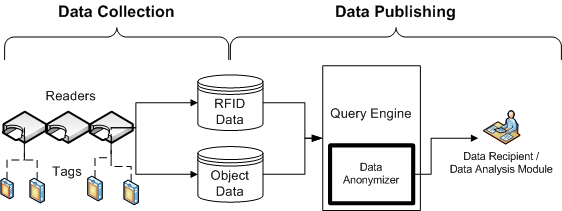 Data Collection
Data Publishing
Readers
RFID
Data
Query Engine
Tags
Object
Data
Data
Anonymizer
Data Recipient /
Data Analysis Module